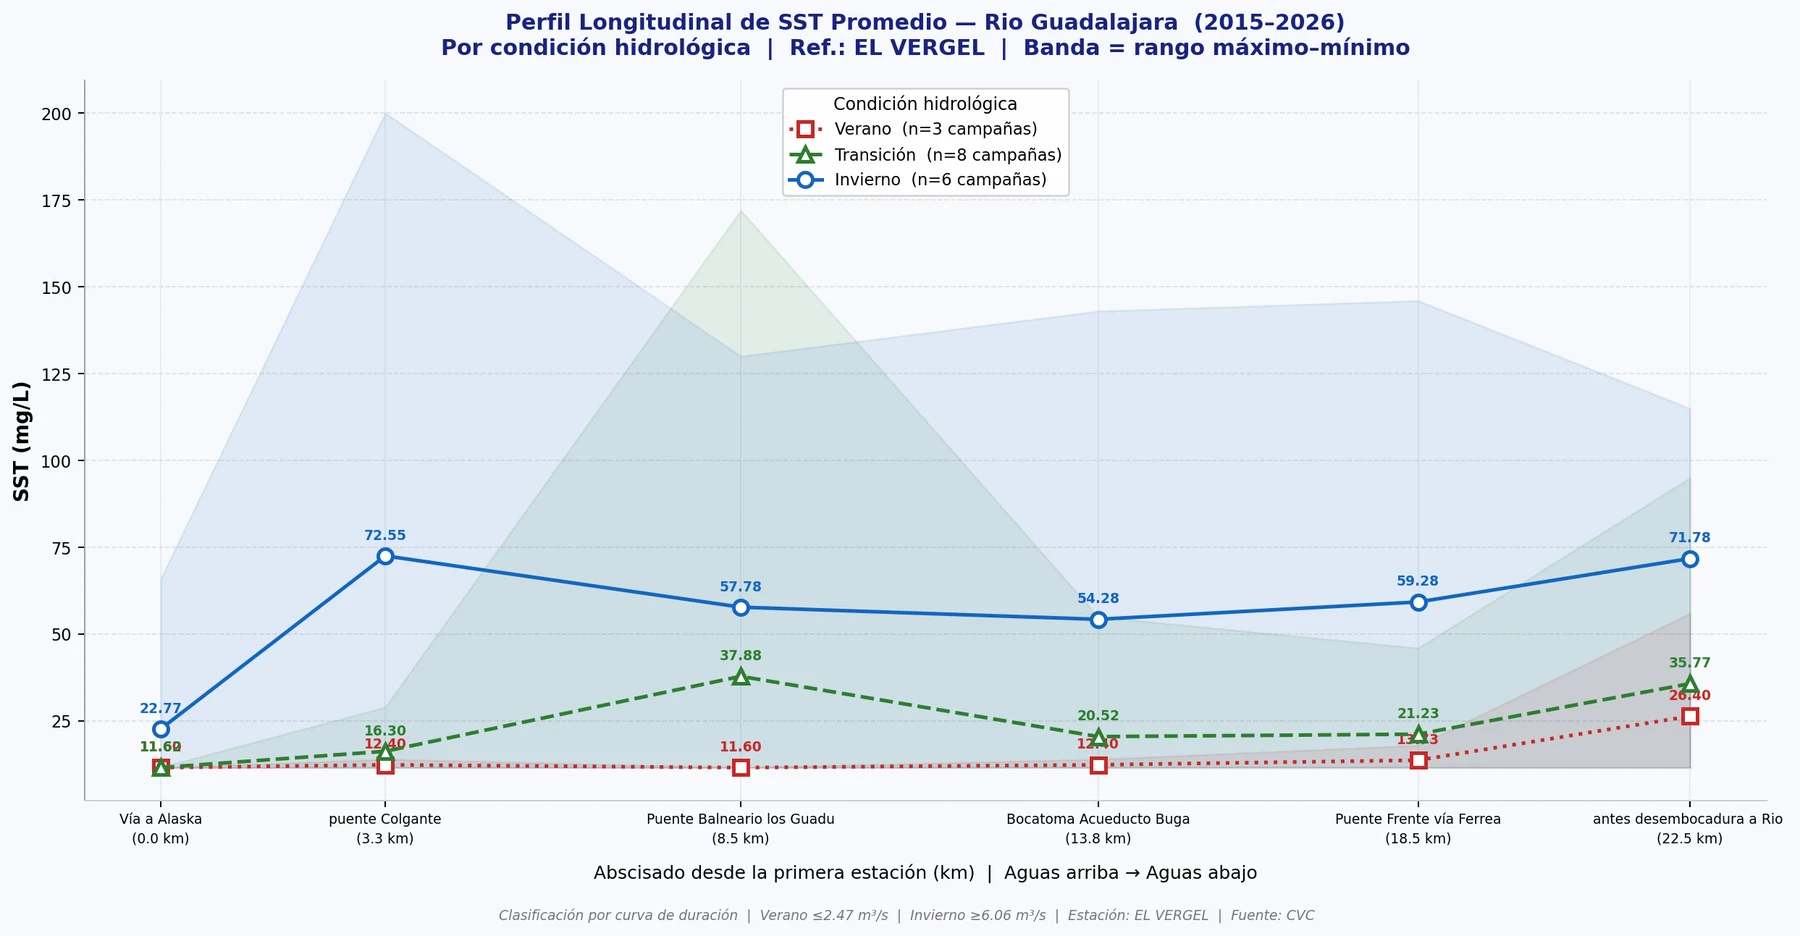 Perfil Longitudinal de SST Promedio — Rio Guadalajara (2015–2026)
Por condición hidrológica | Ref.: EL VERGEL | Banda = rango máximo–mínimo
Condición hidrológica
Verano (n=3 campañas)
Transición (n=8 campañas)
Invierno (n=6 campañas)
SST (mg/L)
200
175
150
125
100
75
50
25
22.77
72.55
57.78
54.28
59.28
71.78
16.30
37.88
20.52
21.23
35.77
12.40
11.60
26.40
Vía a Alaska
(0.0 km)
puente Colgante
(3.3 km)
Puente Balneario los Guadu
(8.5 km)
Bocatoma Acueducto Buga
(13.8 km)
Puente Frente vía Ferrea
(18.5 km)
antes desembocadura a Rio
(22.5 km)
Abscisado desde la primera estación (km) | Aguas arriba → Aguas abajo
Clasificación por curva de duración | Verano ≤2.47 m³/s | Invierno ≥6.06 m³/s | Estación: EL VERGEL | Fuente: CVC